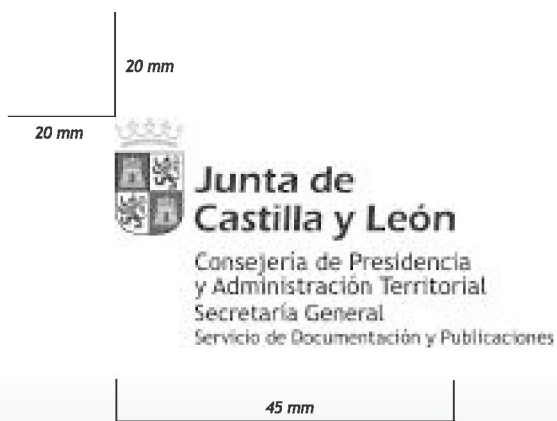 20 mm
20 mm
Junta de
Castilla y León
Consejería de Presidencia
y Administración Territorial
Secretaría General
Servicio de Documentación y Publicaciones
45 mm